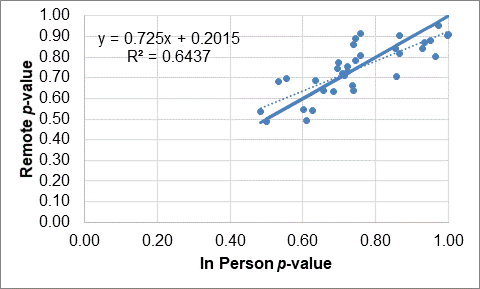 1.00
y = 0.725x + 0.2015
0.90
R² = 0.6437
0.80
0.70
0.60
0.50
0.40
0.30
0.20
0.10
0.00
Remote p-value
0.00 0.20 0.40 0.60 0.80 1.00
In Person p-value